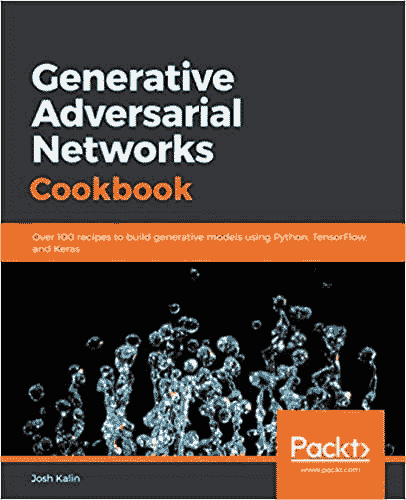 Generative
Adversarial
Networks
Cookbook
Over 100 recipes to build generative models using Python, TensorFlow,
and Keras
Josh Kalin
Packt>
www.packt.com